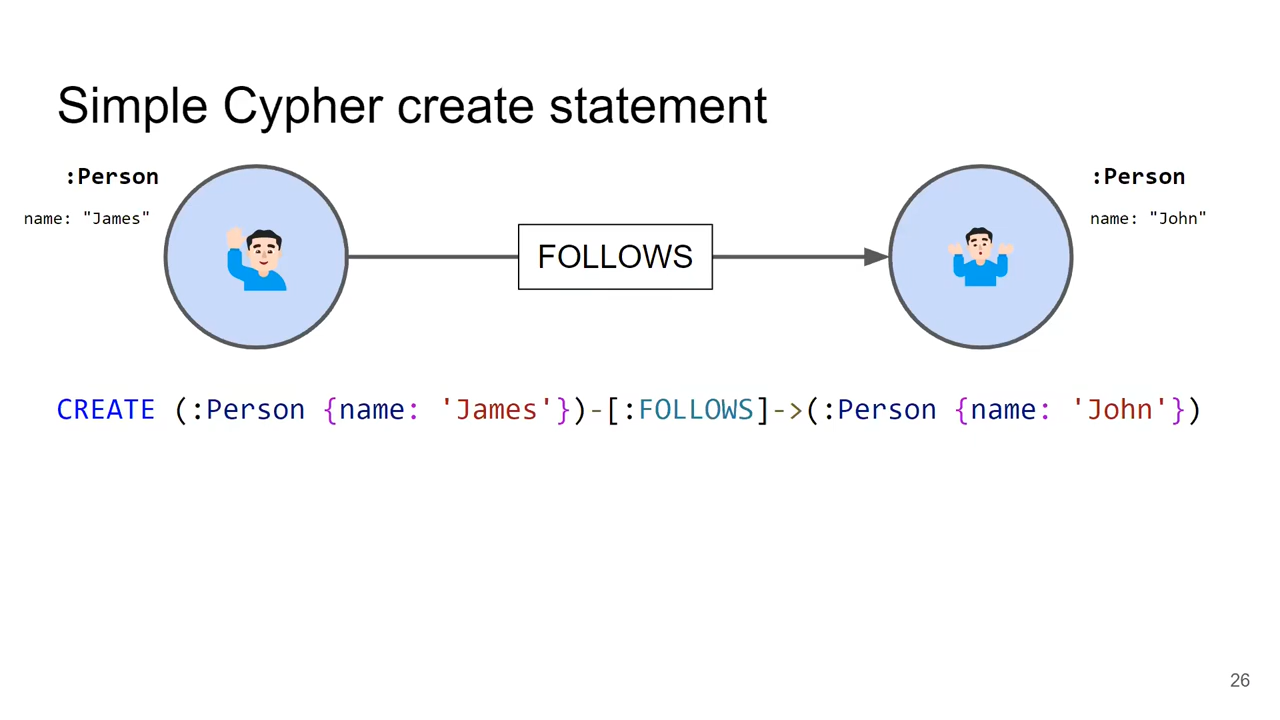 Simple Cypher create statement
:Person
name: "James"
FOLLOWS
:Person
name: "John"
CREATE (:Person {name: 'James'})-[:FOLLOWS]->(:Person {name: 'John'})
26